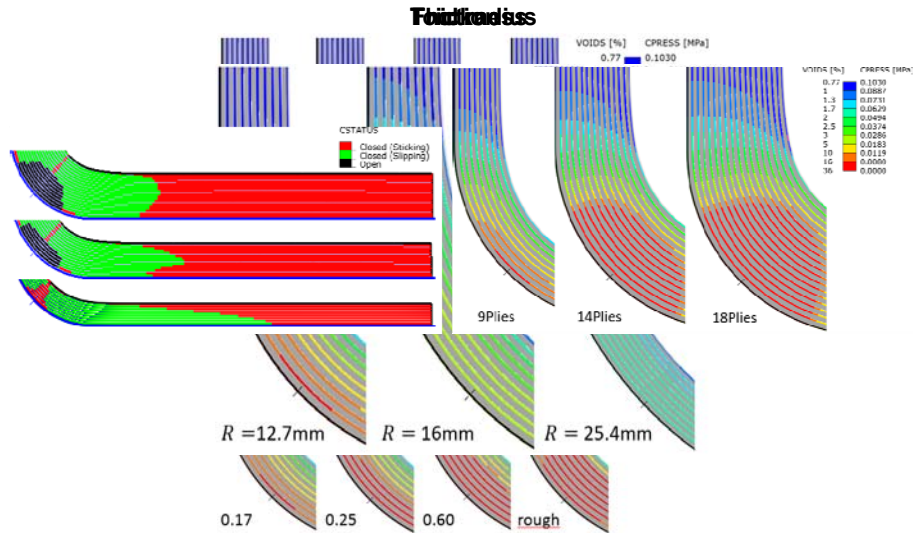 VOIDS [%] CPRESS [MPa]
0.77 0.1030
VOIDS [%] CPRESS [MPa]
0.77 0.1030
1 0.0887
1.3 0.0731
1.7 0.0629
2 0.0494
2.5 0.0374
3 0.0286
5 0.0183
10 0.0119
16 0.0000
36 0.0000
CSTATUS
Closed (Sticking)
Closed (Slipping)
Open
9Plies
14Plies
18Plies
R = 12.7mm
R = 16mm
R = 25.4mm
0.17
0.25
0.60
rough